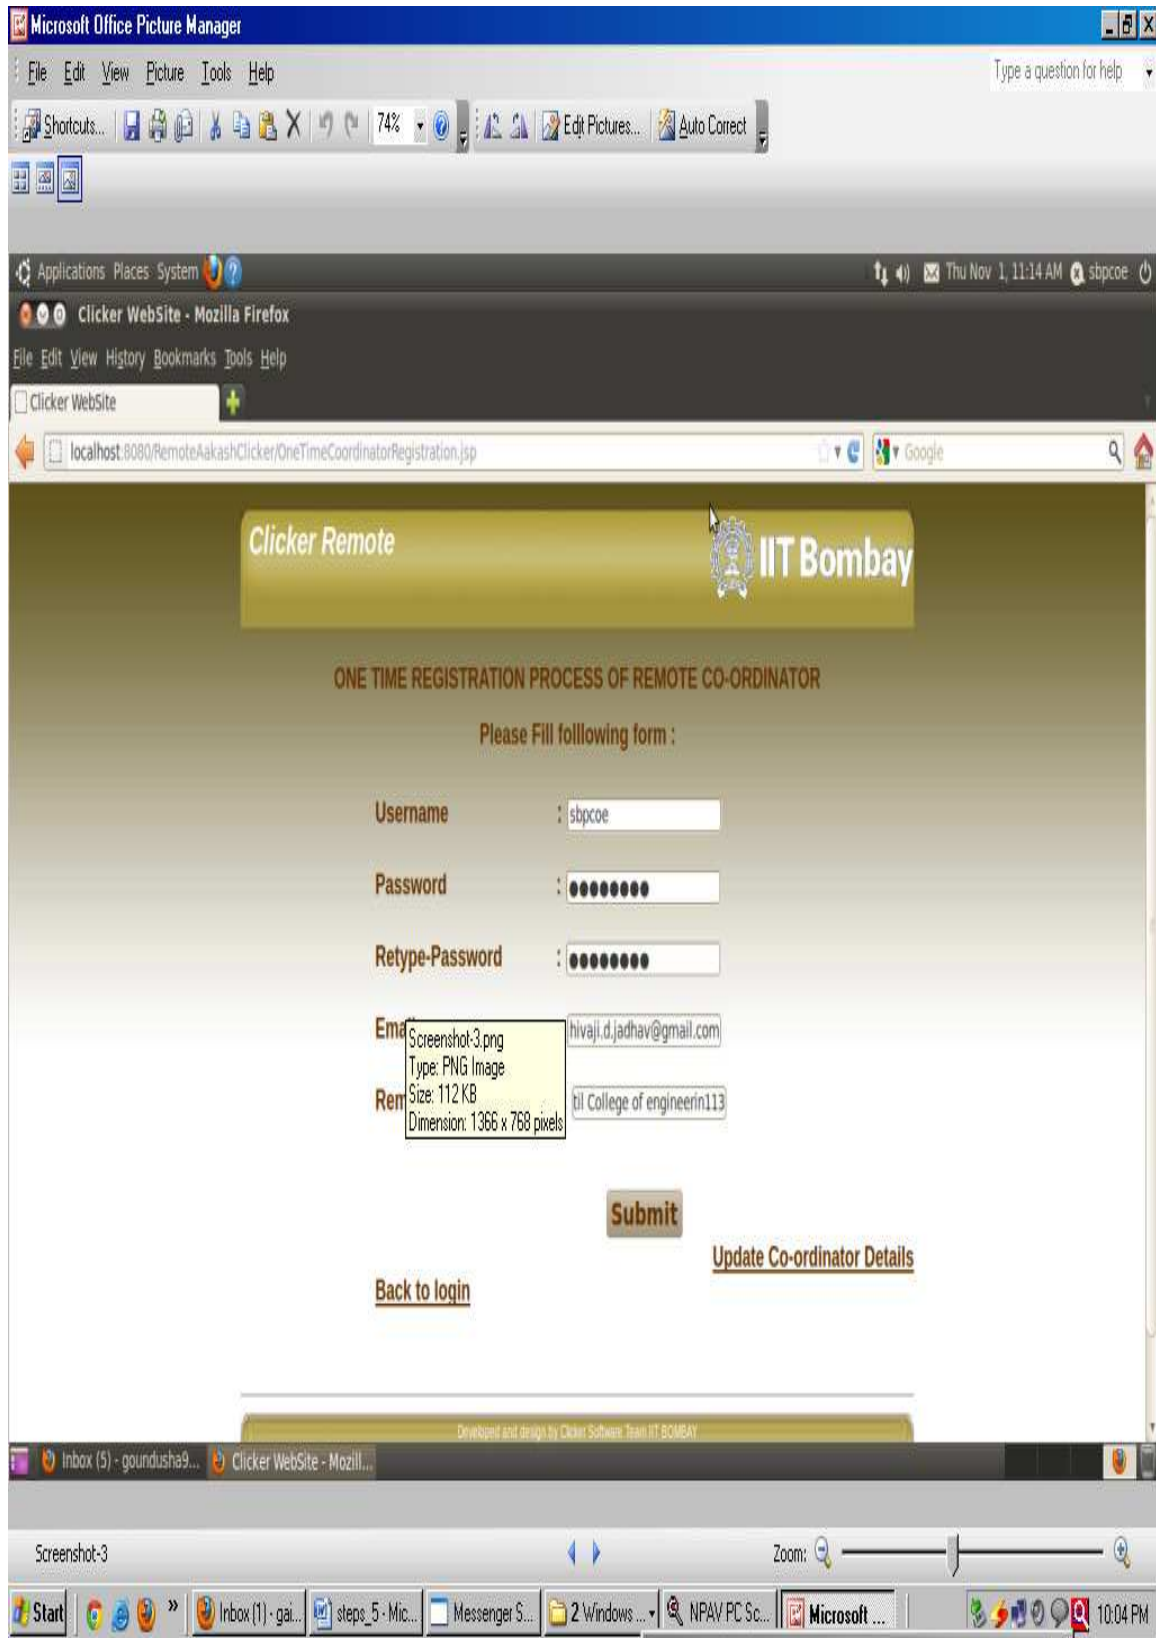 Microsoft Office Picture Manager
File Edit View Picture Tools Help Type a question for help
Shortcuts... 74% Edit Pictures... Auto Correct
Applications Places System Thu Nov 1, 11:14 AM sbpcoe
Clicker WebSite - Mozilla Firefox
File Edit View History Bookmarks Tools Help
Clicker WebSite
localhost:8080/RemoteAakashClicker/OneTimeCoordinatorRegistration.jsp Google
Clicker Remote IIT Bombay
ONE TIME REGISTRATION PROCESS OF REMOTE CO-ORDINATOR
Please Fill folllowing form :
Username : sbpcoe
Password : ●●●●●●●●
Retype-Password : ●●●●●●●●
Ema hivaji.d.jadhav@gmail.com
Screenshot-3.png
Type: PNG Image
Size: 112 KB
Dimension: 1366 x 768 pixels
Rem til College of engineerin113
Submit
Update Co-ordinator Details
Back to login
Developed and design by Clicker Software Team IIT BOMBAY
Inbox (5) - goundusha9... Clicker WebSite - Mozill...
Screenshot-3 Zoom:
Start » Inbox (1) - gai... steps_5 - Mic... Messenger S... 2 Windows ... NPAV PC Sc... Microsoft ... 10:04 PM